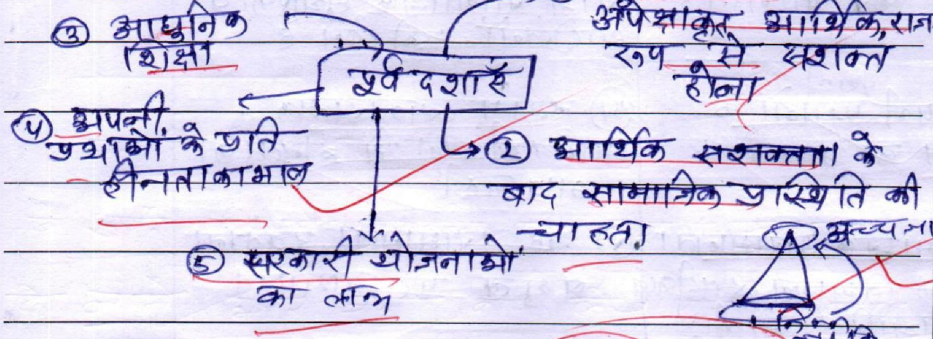 ③ आधुनिक
शिक्षा
पूर्व दशाएँ
अपेक्षाकृत आर्थिक, राज
रूप से सशक्त
होना
④ अपनी
प्रथाओं के प्रति
हीनता का भाव
② आर्थिक सशक्तता के
बाद सामाजिक प्रास्थिति की
चाहत
⑤ सरकारी योजनाओं
का लाभ